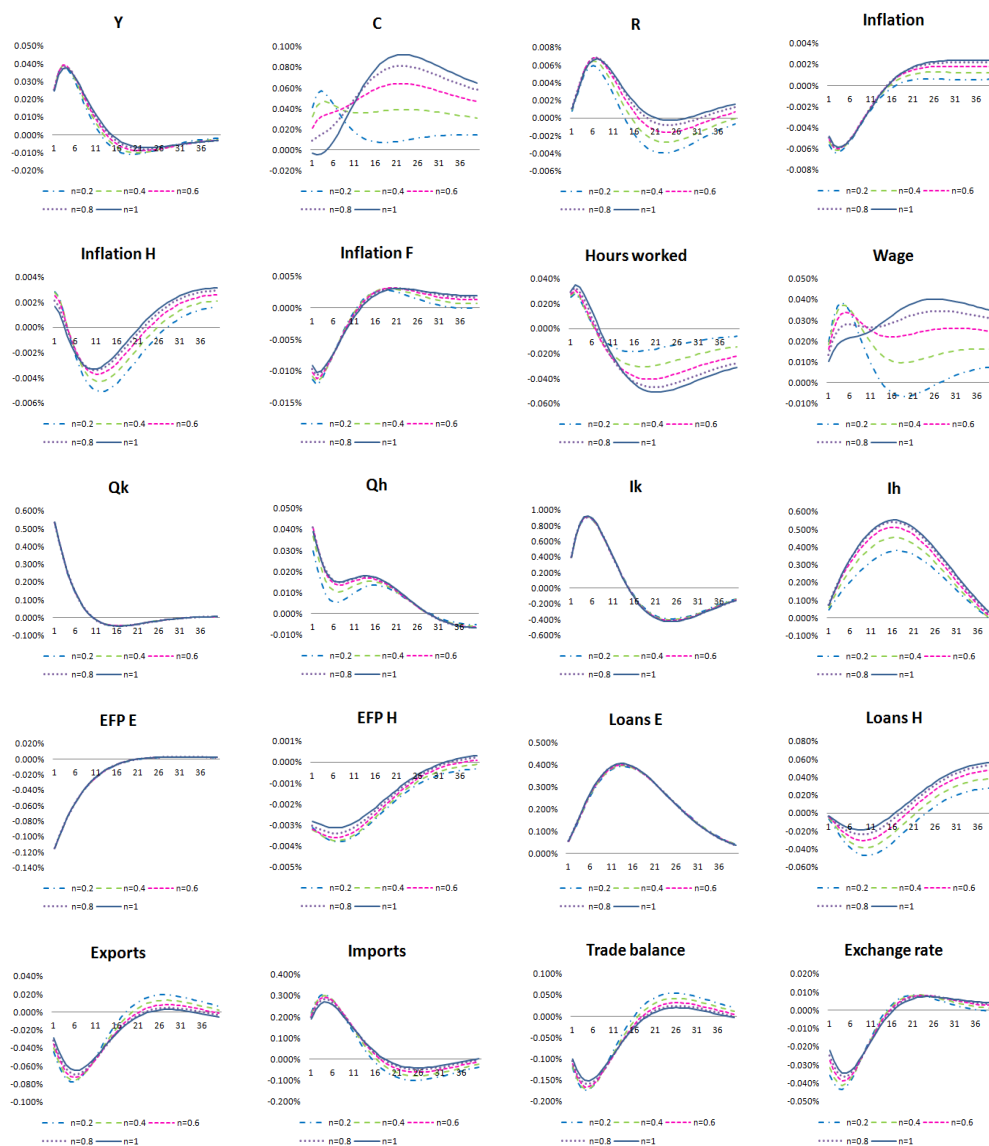 Y
0.050%
0.040%
0.030%
0.020%
0.010%
0.000%
-0.010%
-0.020%
1 6 11 16 21 26 31 36
n=0.2 n=0.4 n=0.6
n=0.8 n=1
C
0.100%
0.080%
0.060%
0.040%
0.020%
0.000%
-0.020%
1 6 11 16 21 26 31 36
n=0.2 n=0.4 n=0.6
n=0.8 n=1
R
0.008%
0.006%
0.004%
0.002%
0.000%
-0.002%
-0.004%
-0.006%
1 6 11 16 21 26 31 36
n=0.2 n=0.4 n=0.6
n=0.8 n=1
Inflation
0.004%
0.002%
0.000%
-0.002%
-0.004%
-0.006%
-0.008%
1 6 11 16 21 26 31 36
n=0.2 n=0.4 n=0.6
n=0.8 n=1
Inflation H
0.004%
0.002%
0.000%
-0.002%
-0.004%
-0.006%
1 6 11 16 21 26 31 36
n=0.2 n=0.4 n=0.6
n=0.8 n=1
Inflation F
0.005%
0.000%
-0.005%
-0.010%
-0.015%
1 6 11 16 21 26 31 36
n=0.2 n=0.4 n=0.6
n=0.8 n=1
Hours worked
0.040%
0.020%
0.000%
-0.020%
-0.040%
-0.060%
1 6 11 16 21 26 31 36
n=0.2 n=0.4 n=0.6
n=0.8 n=1
Wage
0.050%
0.040%
0.030%
0.020%
0.010%
0.000%
-0.010%
1 6 11 16 21 26 31 36
n=0.2 n=0.4 n=0.6
n=0.8 n=1
Qk
0.600%
0.500%
0.400%
0.300%
0.200%
0.100%
0.000%
-0.100%
1 6 11 16 21 26 31 36
n=0.2 n=0.4 n=0.6
n=0.8 n=1
Qh
0.050%
0.040%
0.030%
0.020%
0.010%
0.000%
-0.010%
1 6 11 16 21 26 31 36
n=0.2 n=0.4 n=0.6
n=0.8 n=1
Ik
1.000%
0.800%
0.600%
0.400%
0.200%
0.000%
-0.200%
-0.400%
-0.600%
1 6 11 16 21 26 31 36
n=0.2 n=0.4 n=0.6
n=0.8 n=1
Ih
0.600%
0.500%
0.400%
0.300%
0.200%
0.100%
0.000%
-0.100%
1 6 11 16 21 26 31 36
n=0.2 n=0.4 n=0.6
n=0.8 n=1
EFP E
0.020%
0.000%
-0.020%
-0.040%
-0.060%
-0.080%
-0.100%
-0.120%
-0.140%
1 6 11 16 21 26 31 36
n=0.2 n=0.4 n=0.6
n=0.8 n=1
EFP H
0.001%
0.000%
-0.001%
-0.002%
-0.003%
-0.004%
-0.005%
1 6 11 16 21 26 31 36
n=0.2 n=0.4 n=0.6
n=0.8 n=1
Loans E
0.500%
0.400%
0.300%
0.200%
0.100%
0.000%
1 6 11 16 21 26 31 36
n=0.2 n=0.4 n=0.6
n=0.8 n=1
Loans H
0.080%
0.060%
0.040%
0.020%
0.000%
-0.020%
-0.040%
-0.060%
1 6 11 16 21 26 31 36
n=0.2 n=0.4 n=0.6
n=0.8 n=1
Exports
0.040%
0.020%
0.000%
-0.020%
-0.040%
-0.060%
-0.080%
-0.100%
1 6 11 16 21 26 31 36
n=0.2 n=0.4 n=0.6
n=0.8 n=1
Imports
0.400%
0.300%
0.200%
0.100%
0.000%
-0.100%
-0.200%
1 6 11 16 21 26 31 36
n=0.2 n=0.4 n=0.6
n=0.8 n=1
Trade balance
0.100%
0.050%
0.000%
-0.050%
-0.100%
-0.150%
-0.200%
1 6 11 16 21 26 31 36
n=0.2 n=0.4 n=0.6
n=0.8 n=1
Exchange rate
0.020%
0.010%
0.000%
-0.010%
-0.020%
-0.030%
-0.040%
-0.050%
1 6 11 16 21 26 31 36
n=0.2 n=0.4 n=0.6
n=0.8 n=1